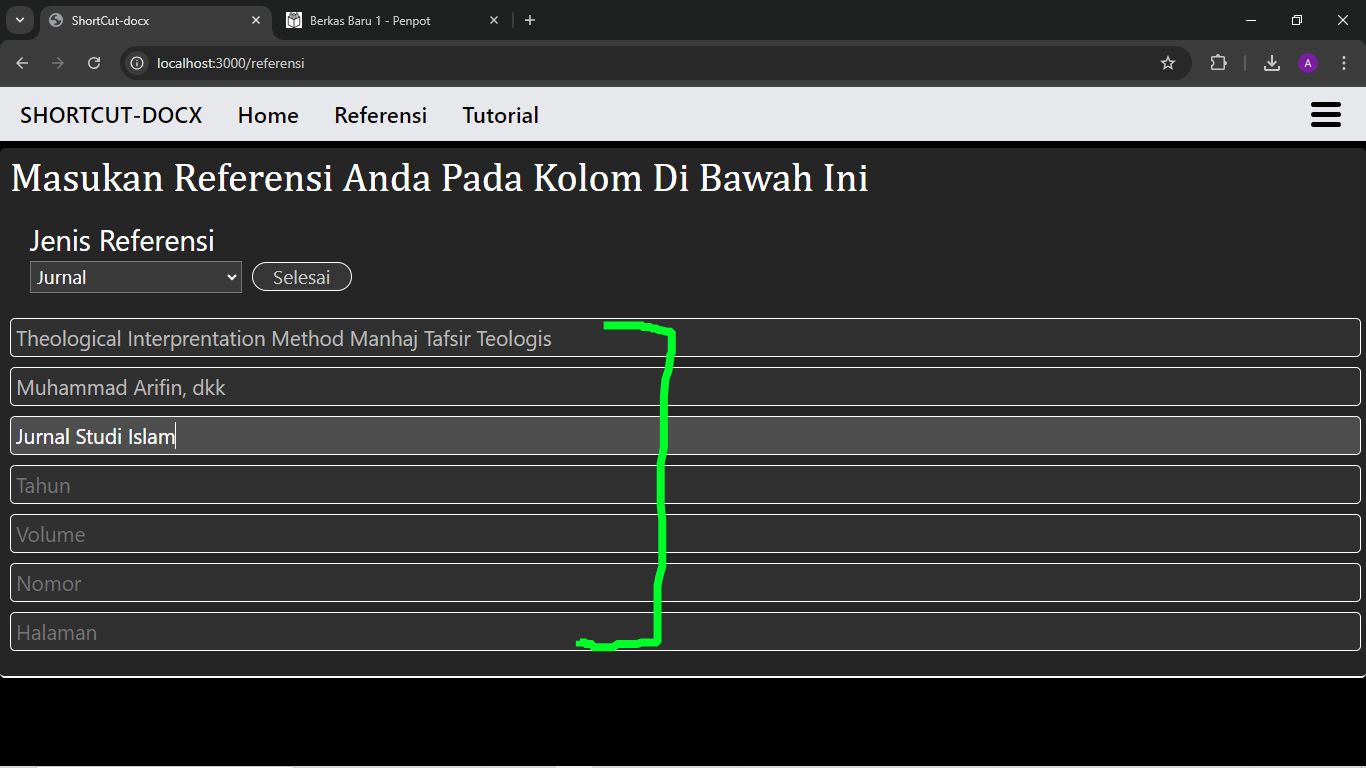 ShortCut-docx
Berkas Baru 1 - Penpot
localhost:3000/referensi
A
SHORTCUT-DOCX Home Referensi Tutorial
Masukan Referensi Anda Pada Kolom Di Bawah Ini
Jenis Referensi
Jurnal Selesai
Theological Interprentation Method Manhaj Tafsir Teologis
Muhammad Arifin, dkk
Jurnal Studi Islam
Tahun
Volume
Nomor
Halaman